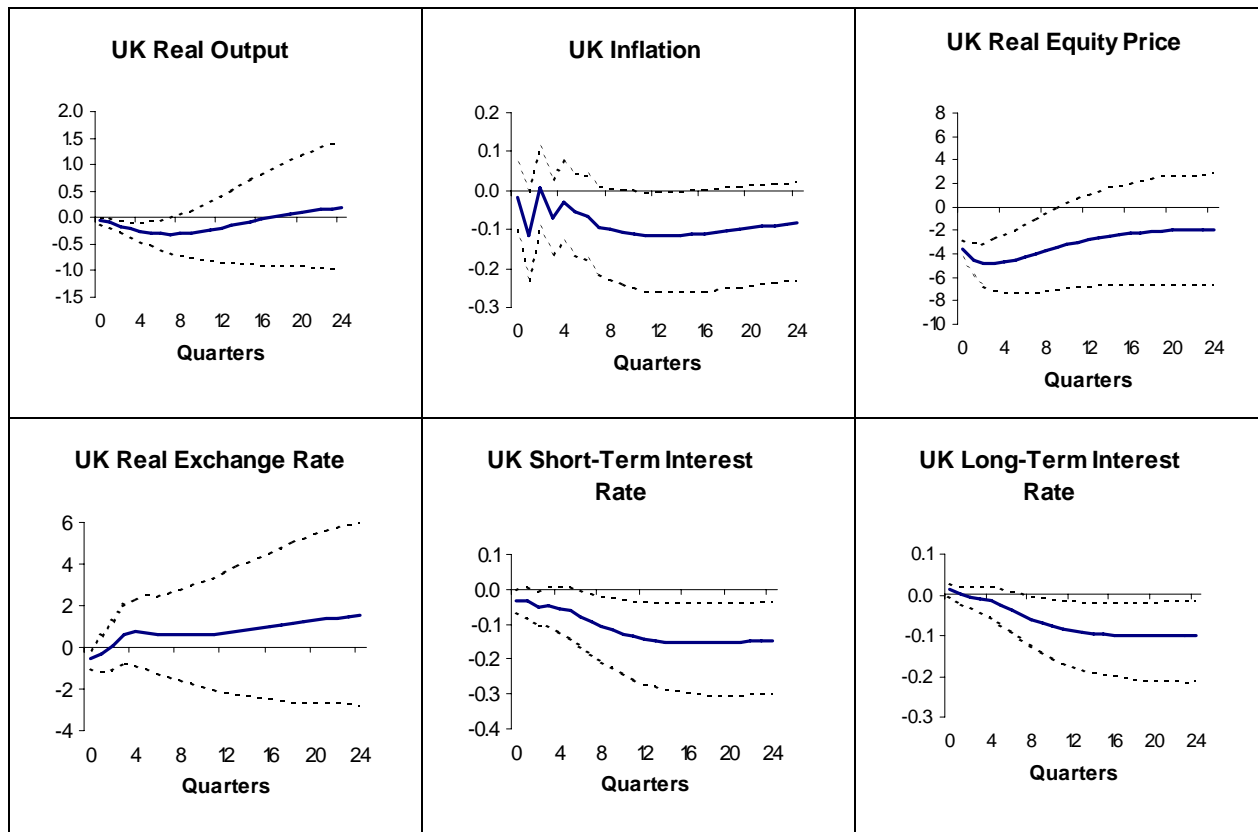 UK Real Output
2.0
1.5
1.0
0.5
0.0
-0.5
-1.0
-1.5
0 4 8 12 16 20 24
Quarters
UK Inflation
0.2
0.1
0.0
-0.1
-0.2
-0.3
0 4 8 12 16 20 24
Quarters
UK Real Equity Price
8
6
4
2
0
-2
-4
-6
-8
-10
0 4 8 12 16 20 24
Quarters
UK Real Exchange Rate
6
4
2
0
-2
-4
0 4 8 12 16 20 24
Quarters
UK Short-Term Interest
Rate
0.1
0.0
-0.1
-0.2
-0.3
-0.4
0 4 8 12 16 20 24
Quarters
UK Long-Term Interest
Rate
0.1
0.0
-0.1
-0.2
-0.3
0 4 8 12 16 20 24
Quarters